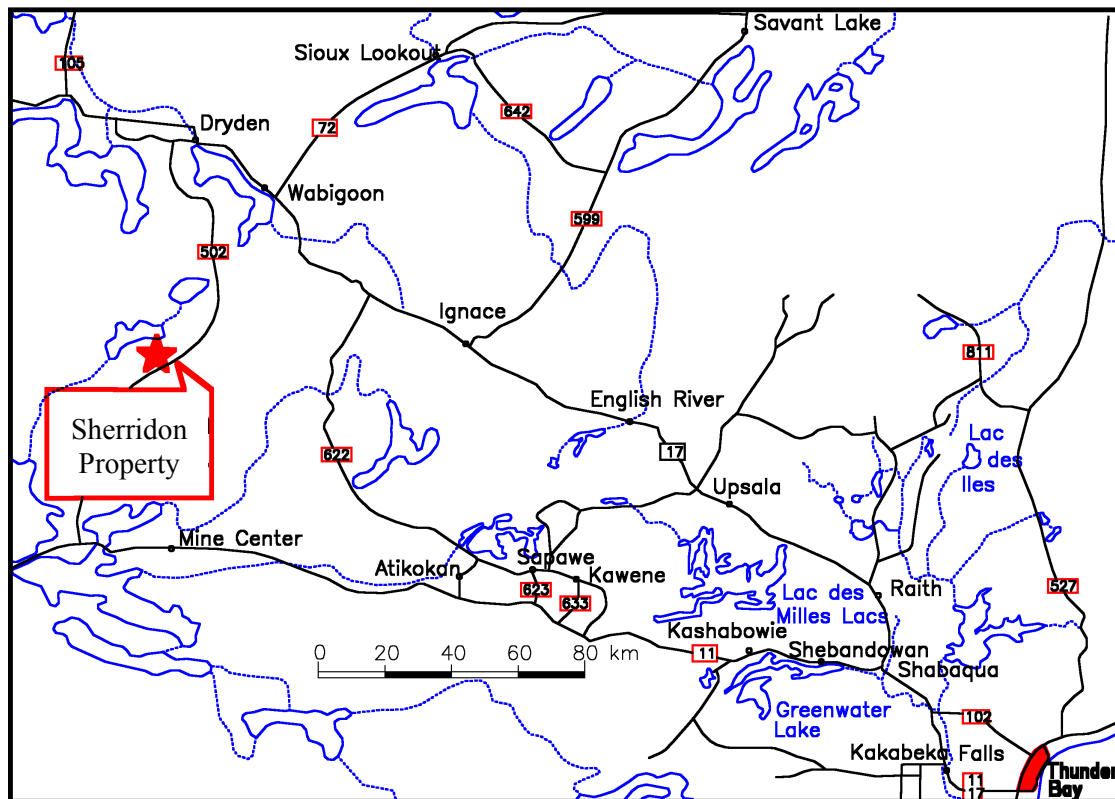 Savant Lake
Sioux Lookout
105
642
Dryden
72
Wabigoon
599
502
Ignace
811
English River
Sherridon
Property
Lac
des
Iles
622
17
Upsala
Mine Center
Sapawe
Atikokan
Kawene
623
633
Lac des
Milles Lacs
Raith
527
Kashabowie
0 20 40 60 80 km
11
Shebandowan
Shabaqua
Greenwater
Lake
102
Kakabeka Falls
11
17
Thunder
Bay